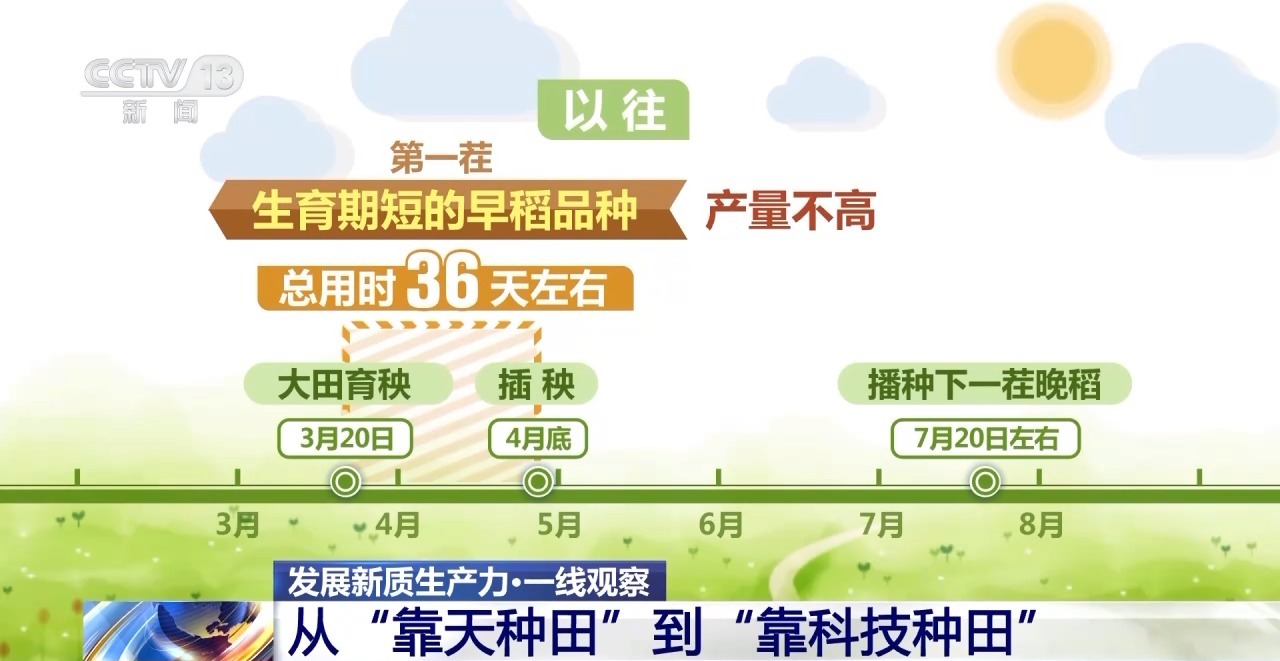 CCTV 13
新闻
以往
第一茬
生育期短的早稻品种 产量不高
总用时36天左右
大田育秧 插秧 播种下一茬晚稻
3月20日 4月底 7月20日左右
3月 4月 5月 6月 7月 8月
发展新质生产力·一线观察
从“靠天种田”到“靠科技种田”